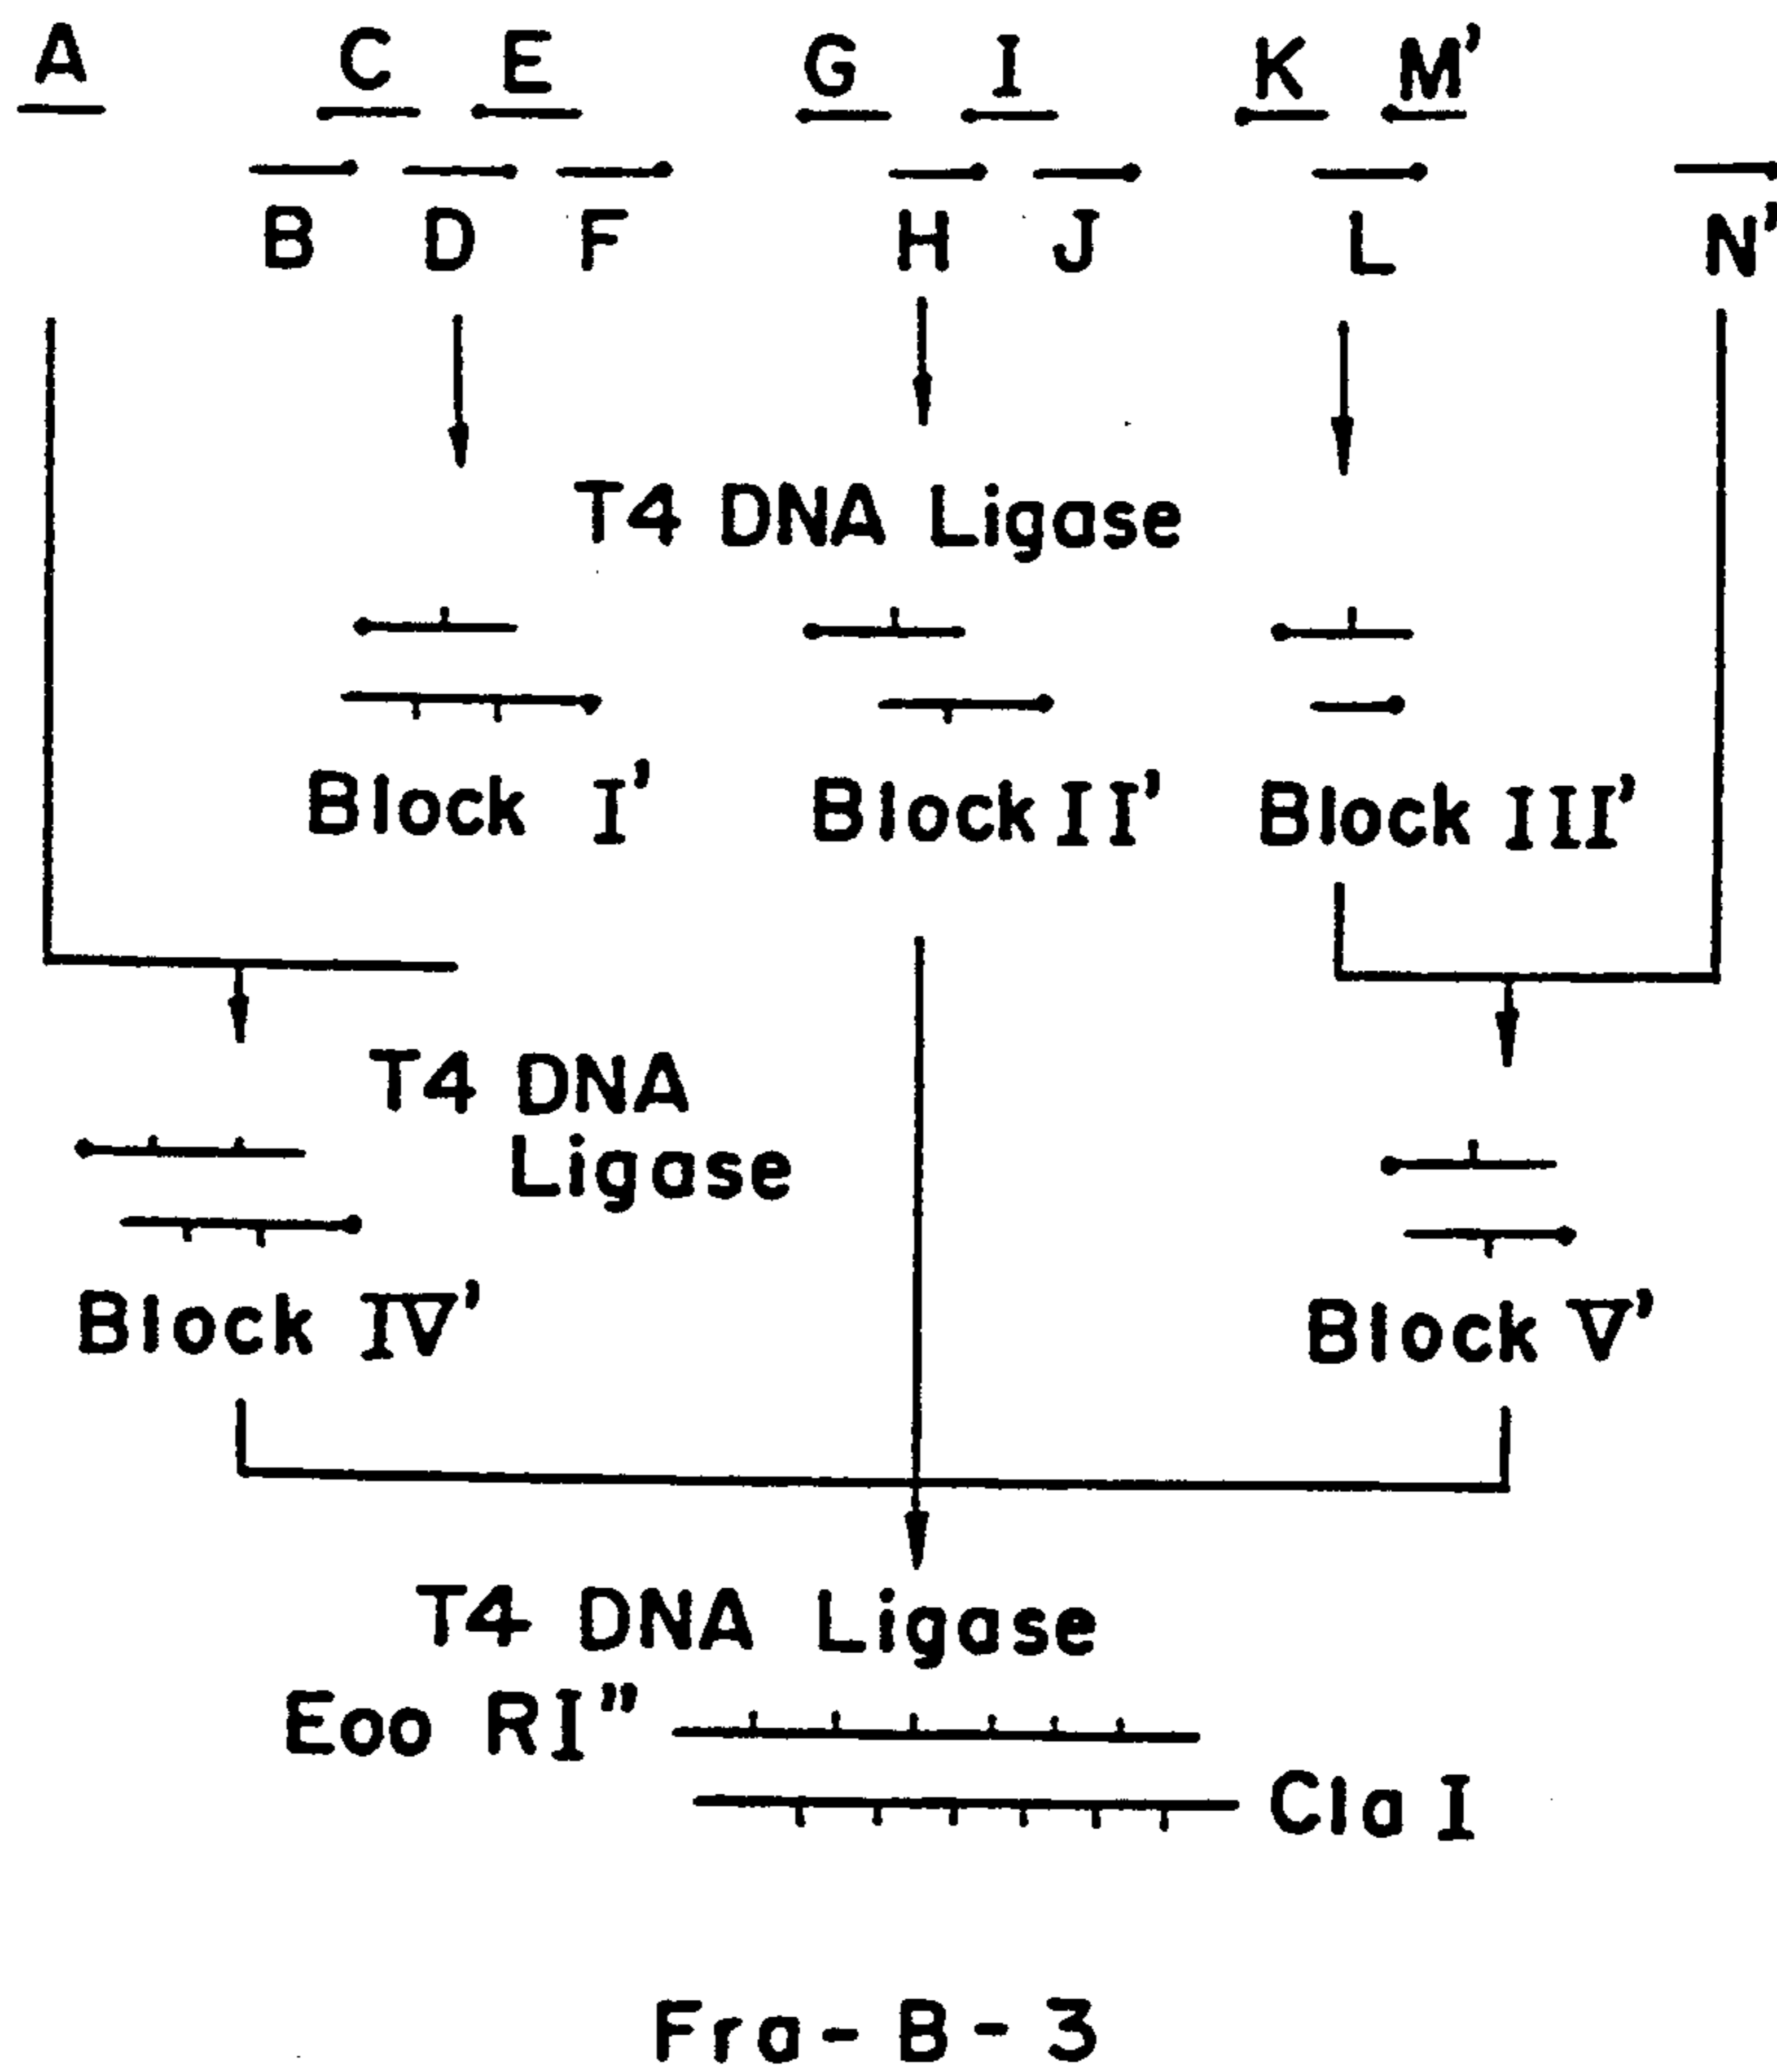 A C E G I K M'
B D F H J L N'
T4 DNA Ligase
Block I' Block II' Block III'
T4 DNA
Ligase
Block IV' Block V'
T4 DNA Ligase
Eoo RI"
Cla I
Fra-B-3